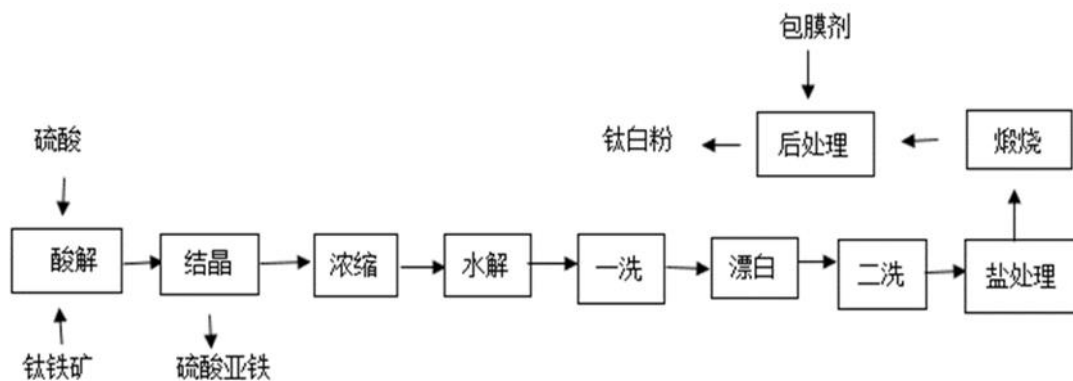 包膜剂
硫酸
钛白粉
后处理
煅烧
酸解
结晶
浓缩
水解
一洗
漂白
二洗
盐处理
钛铁矿
硫酸亚铁